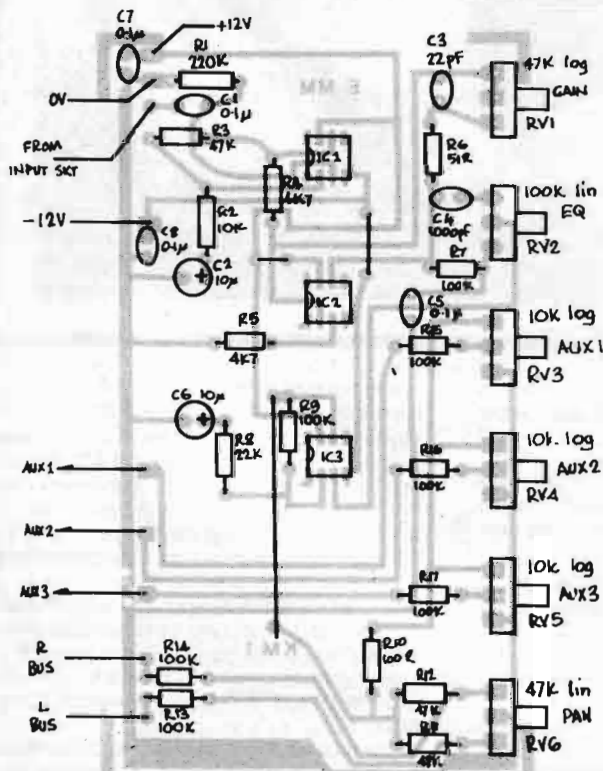 C7
0.1µ
+12V
R1
220K
0V
C1
0.1µ
FROM
INPUT SKT
R3
47K
IC1
R4
4K7
-12V
C8
0.1µ
R2
10K
C2
10µ
IC2
R5
4K7
C6 10µ
R8
22K
R9
100K
IC3
AUX1
AUX2
AUX3
R
BUS
L
BUS
R14
100K
R13
100K
KM1
C3
22pF
47K log
GAIN
RV1
R6
51R
C4
1000pF
100K lin
EQ
RV2
R7
100K
C5
0.1µ
R15
100K
10K log
AUX1
RV3
R16
100K
10K log
AUX2
RV4
R17
100K
10K log
AUX3
RV5
R10
100R
R12
47K
R11
47K lin
PAN
RV6